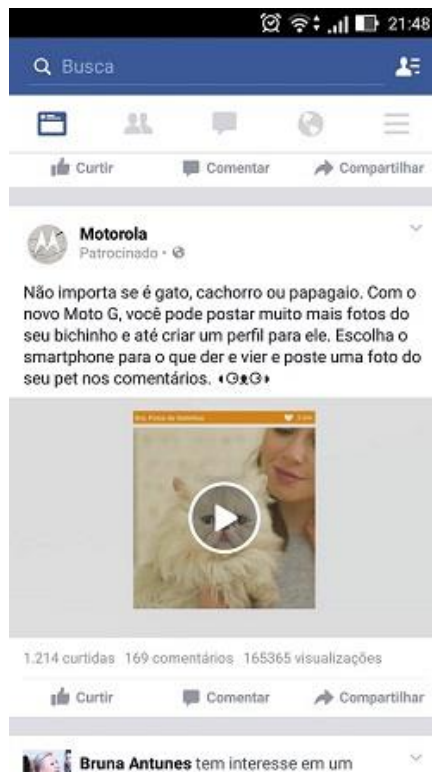 21:48
Busca
Curtir Comentar Compartilhar
Motorola
Patrocinado ·
Não importa se é gato, cachorro ou papagaio. Com o
novo Moto G, você pode postar muito mais fotos do
seu bichinho e até criar um perfil para ele. Escolha o
smartphone para o que der e vier e poste uma foto do
seu pet nos comentários.
1.214 curtidas 169 comentários 165365 visualizações
Curtir Comentar Compartilhar
Bruna Antunes tem interesse em um